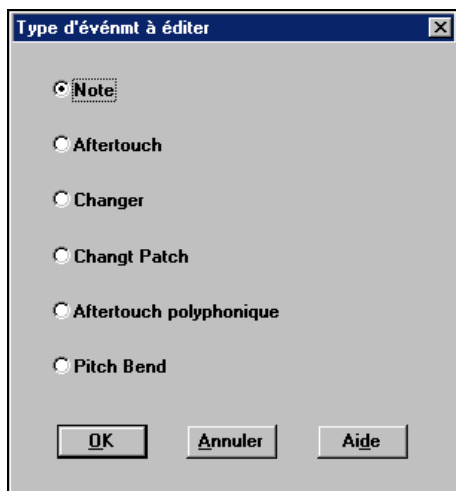 Type d'événmt à éditer
Note
Aftertouch
Changer
Changt Patch
Aftertouch polyphonique
Pitch Bend
OK Annuler Aide